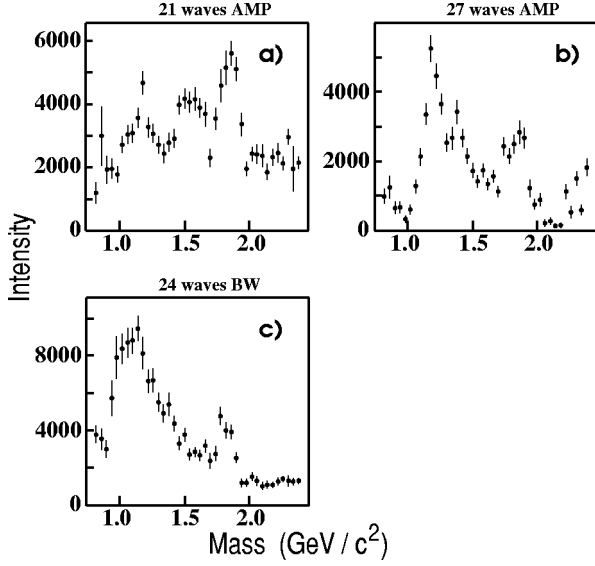 21 waves AMP
27 waves AMP
6000
4000
2000
0
a)
1.0 1.5 2.0
4000
2000
0
b)
1.0 1.5 2.0
Intensity
24 waves BW
8000
4000
0
c)
1.0 1.5 2.0
Mass (GeV / c²)